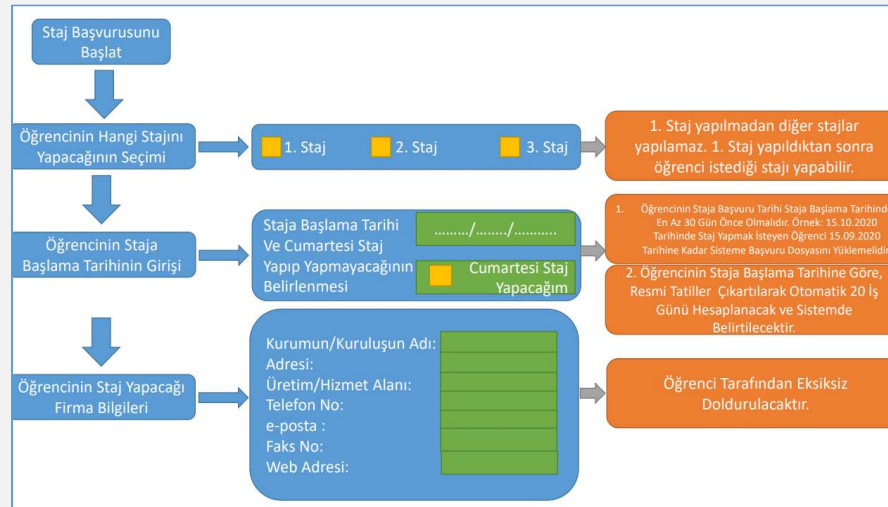 Staj Başvurusunu
Başlat
Öğrencinin Hangi Stajını
Yapacağının Seçimi
1. Staj
2. Staj
3. Staj
1. Staj yapılmadan diğer stajlar
yapılamaz. 1. Staj yapıldıktan sonra
öğrenci istediği stajı yapabilir.
Öğrencinin Staja
Başlama Tarihinin Girişi
Staja Başlama Tarihi
Ve Cumartesi Staj
Yapıp Yapmayacağının
Belirlenmesi
………/…….../………..
Cumartesi Staj
Yapacağım
1. Öğrencinin Staja Başvuru Tarihi Staja Başlama Tarihind
En Az 30 Gün Önce Olmalıdır. Örnek: 15.10.2020
Tarihinde Staj Yapmak İsteyen Öğrenci 15.09.2020
Tarihine Kadar Sisteme Başvuru Dosyasını Yüklemelidir
2. Öğrencinin Staja Başlama Tarihine Göre,
Resmi Tatiller Çıkartılarak Otomatik 20 İş
Günü Hesaplanacak ve Sistemde
Belirtilecektir.
Öğrencinin Staj Yapacağı
Firma Bilgileri
Kurumun/Kuruluşun Adı:
Adresi:
Üretim/Hizmet Alanı:
Telefon No:
e-posta :
Faks No:
Web Adresi:
Öğrenci Tarafından Eksiksiz
Doldurulacaktır.